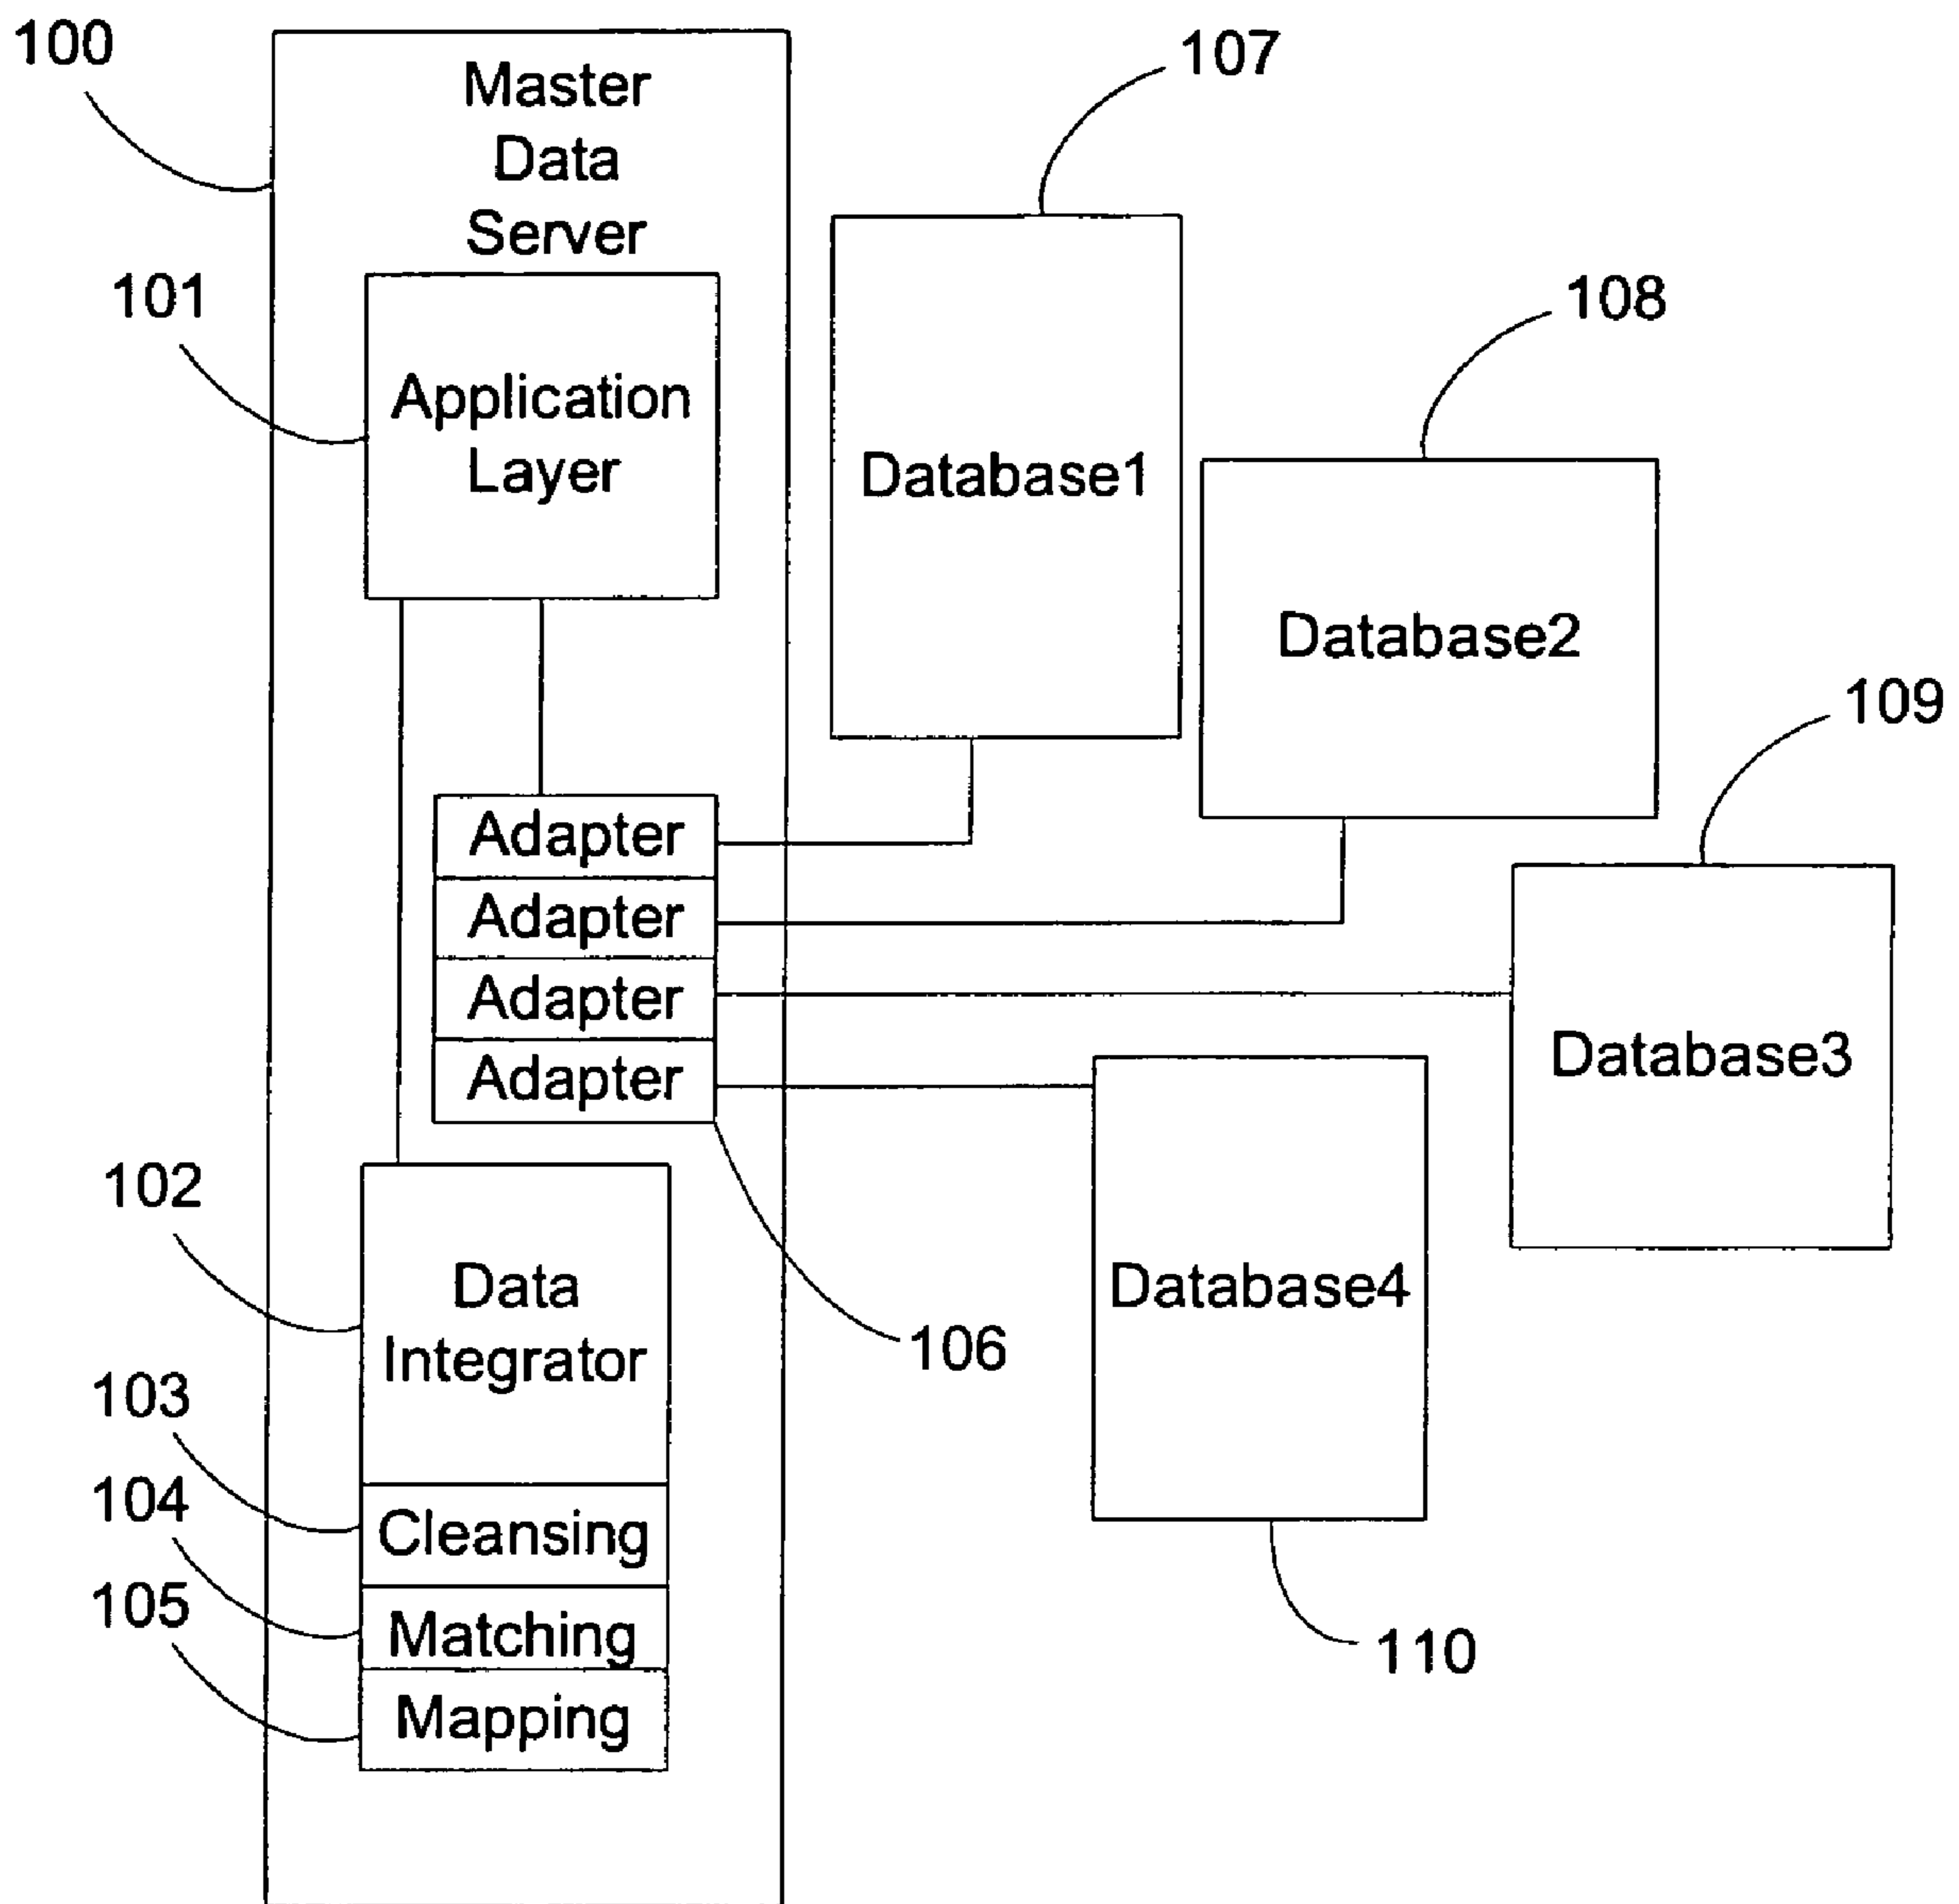 100
Master
Data
Server
107
101
Application
Layer
108
Database1
Database2
109
Adapter
Adapter
Adapter
Adapter
Database3
102
Data
Integrator
Database4
106
103
Cleansing
104
Matching
105
Mapping
110